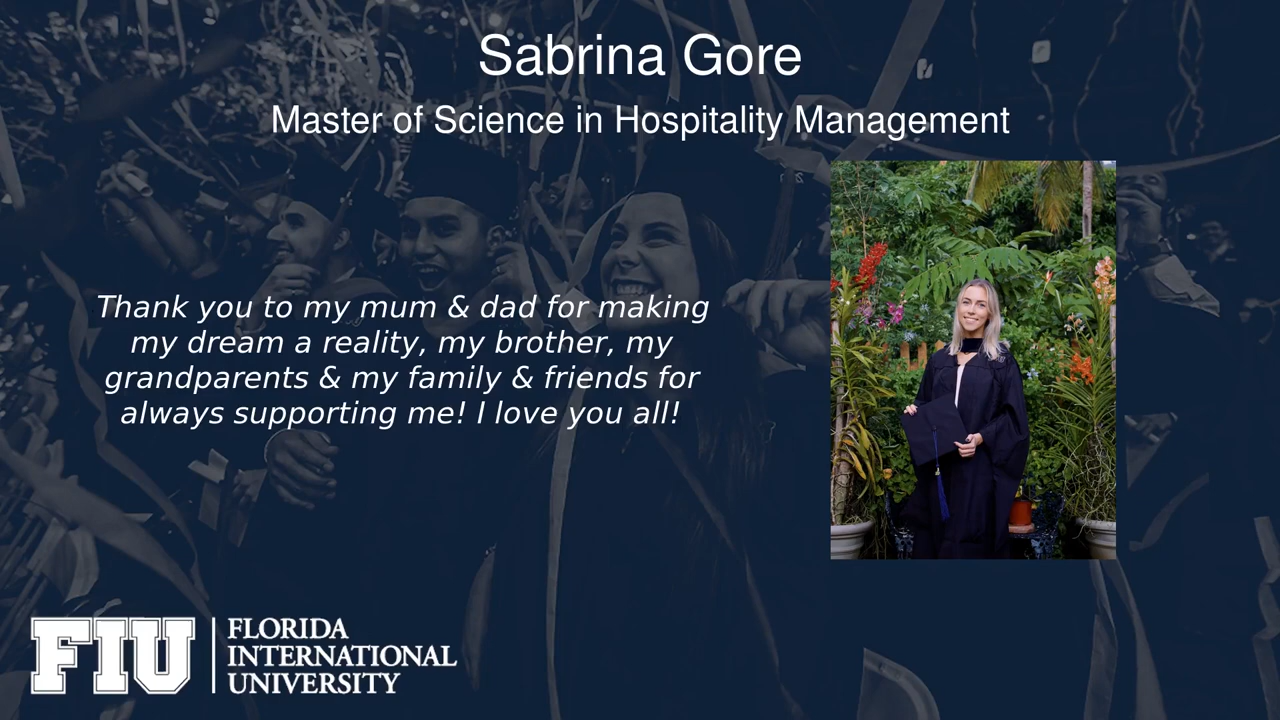 Sabrina Gore
Master of Science in Hospitality Management
Thank you to my mum & dad for making
my dream a reality, my brother, my
grandparents & my family & friends for
always supporting me! I love you all!
FIU
FLORIDA
INTERNATIONAL
UNIVERSITY